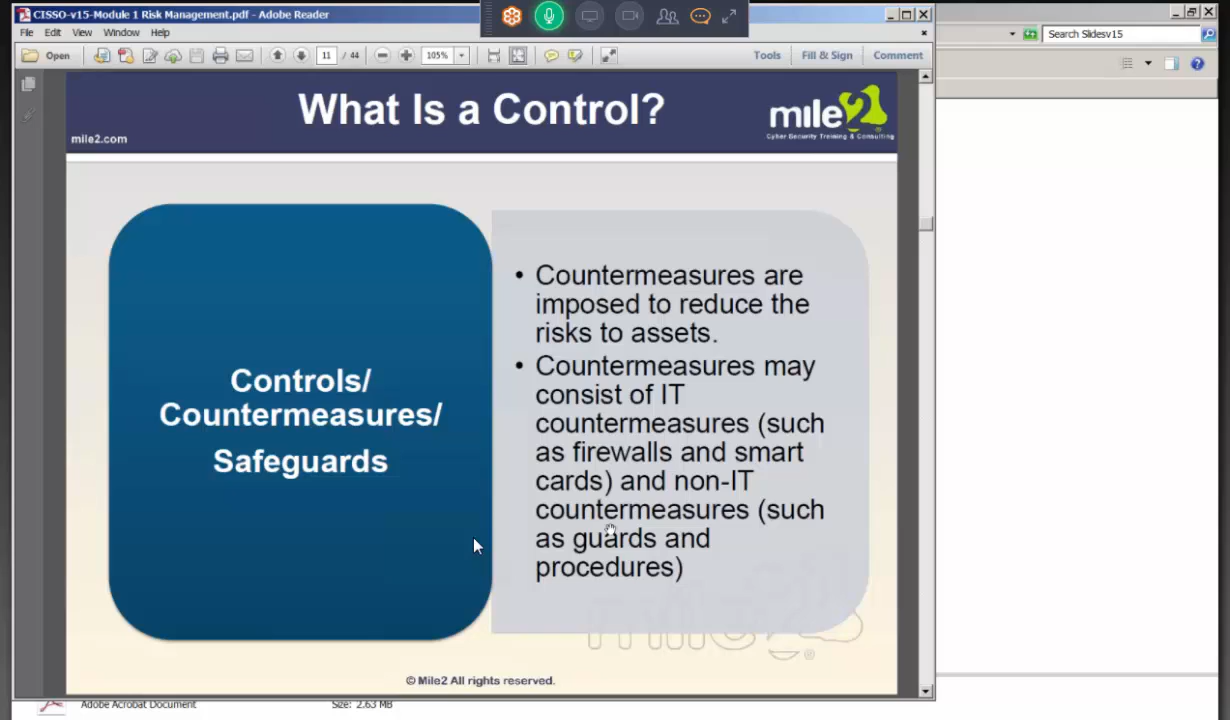 CISSO-v15-Module 1 Risk Management.pdf - Adobe Reader
File Edit View Window Help
Search Slidesv15
Open
11 / 44
105%
Tools Fill & Sign Comment
What Is a Control?
mile2
Cyber Security Training & Consulting
mile2.com
Controls/
Countermeasures/
Safeguards
• Countermeasures are
imposed to reduce the
risks to assets.
• Countermeasures may
consist of IT
countermeasures (such
as firewalls and smart
cards) and non-IT
countermeasures (such
as guards and
procedures)
mile2
© Mile2 All rights reserved.
Adobe Acrobat Document Size: 2.63 MB